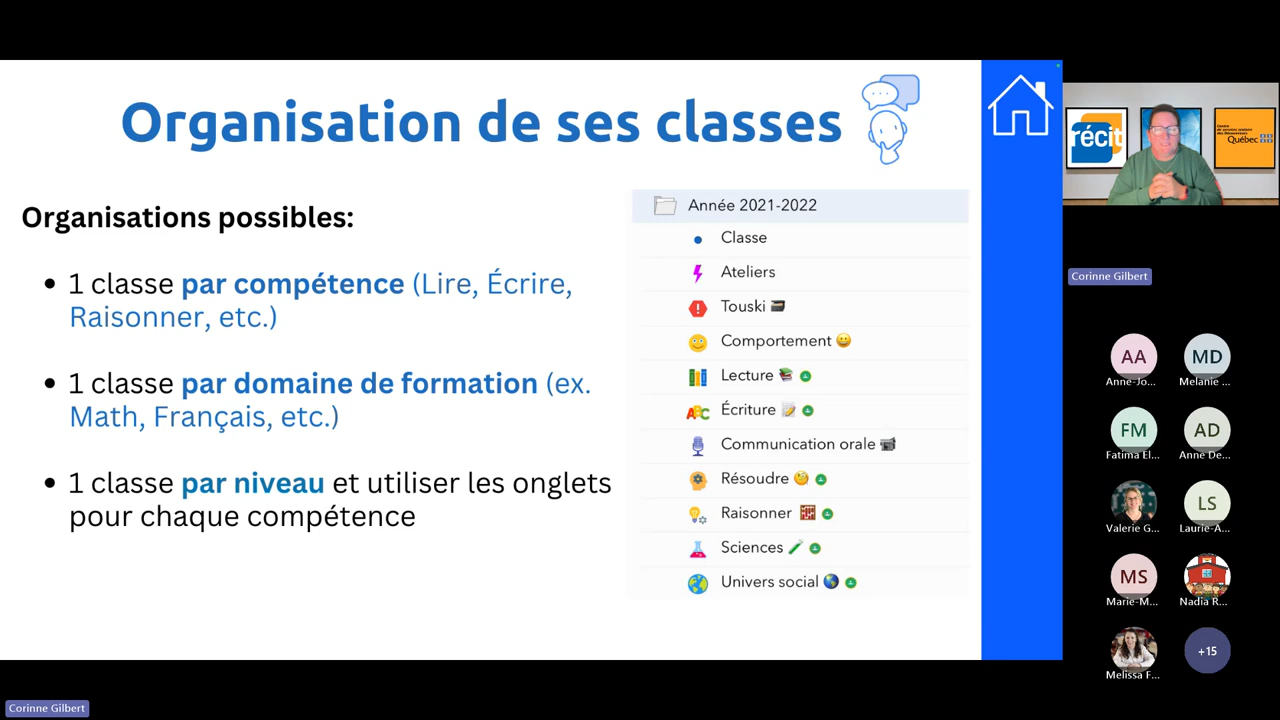 Organisation de ses classes
Organisations possibles:
1 classe par compétence (Lire, Écrire,
Raisonner, etc.)
1 classe par domaine de formation (ex.
Math, Français, etc.)
1 classe par niveau et utiliser les onglets
pour chaque compétence
Année 2021-2022
Classe
Ateliers
Touski
Comportement
Lecture
ABC Écriture
Communication orale
Résoudre
Raisonner
Sciences
Univers social
récit
Québec
Corinne Gilbert
AA
MD
Anne-Jo...
Melanie ...
FM
AD
Fatima El...
Anne De...
LS
Valerie G...
Laurie-A...
MS
Marie-M...
Nadia R...
+15
Melissa F...
Corinne Gilbert